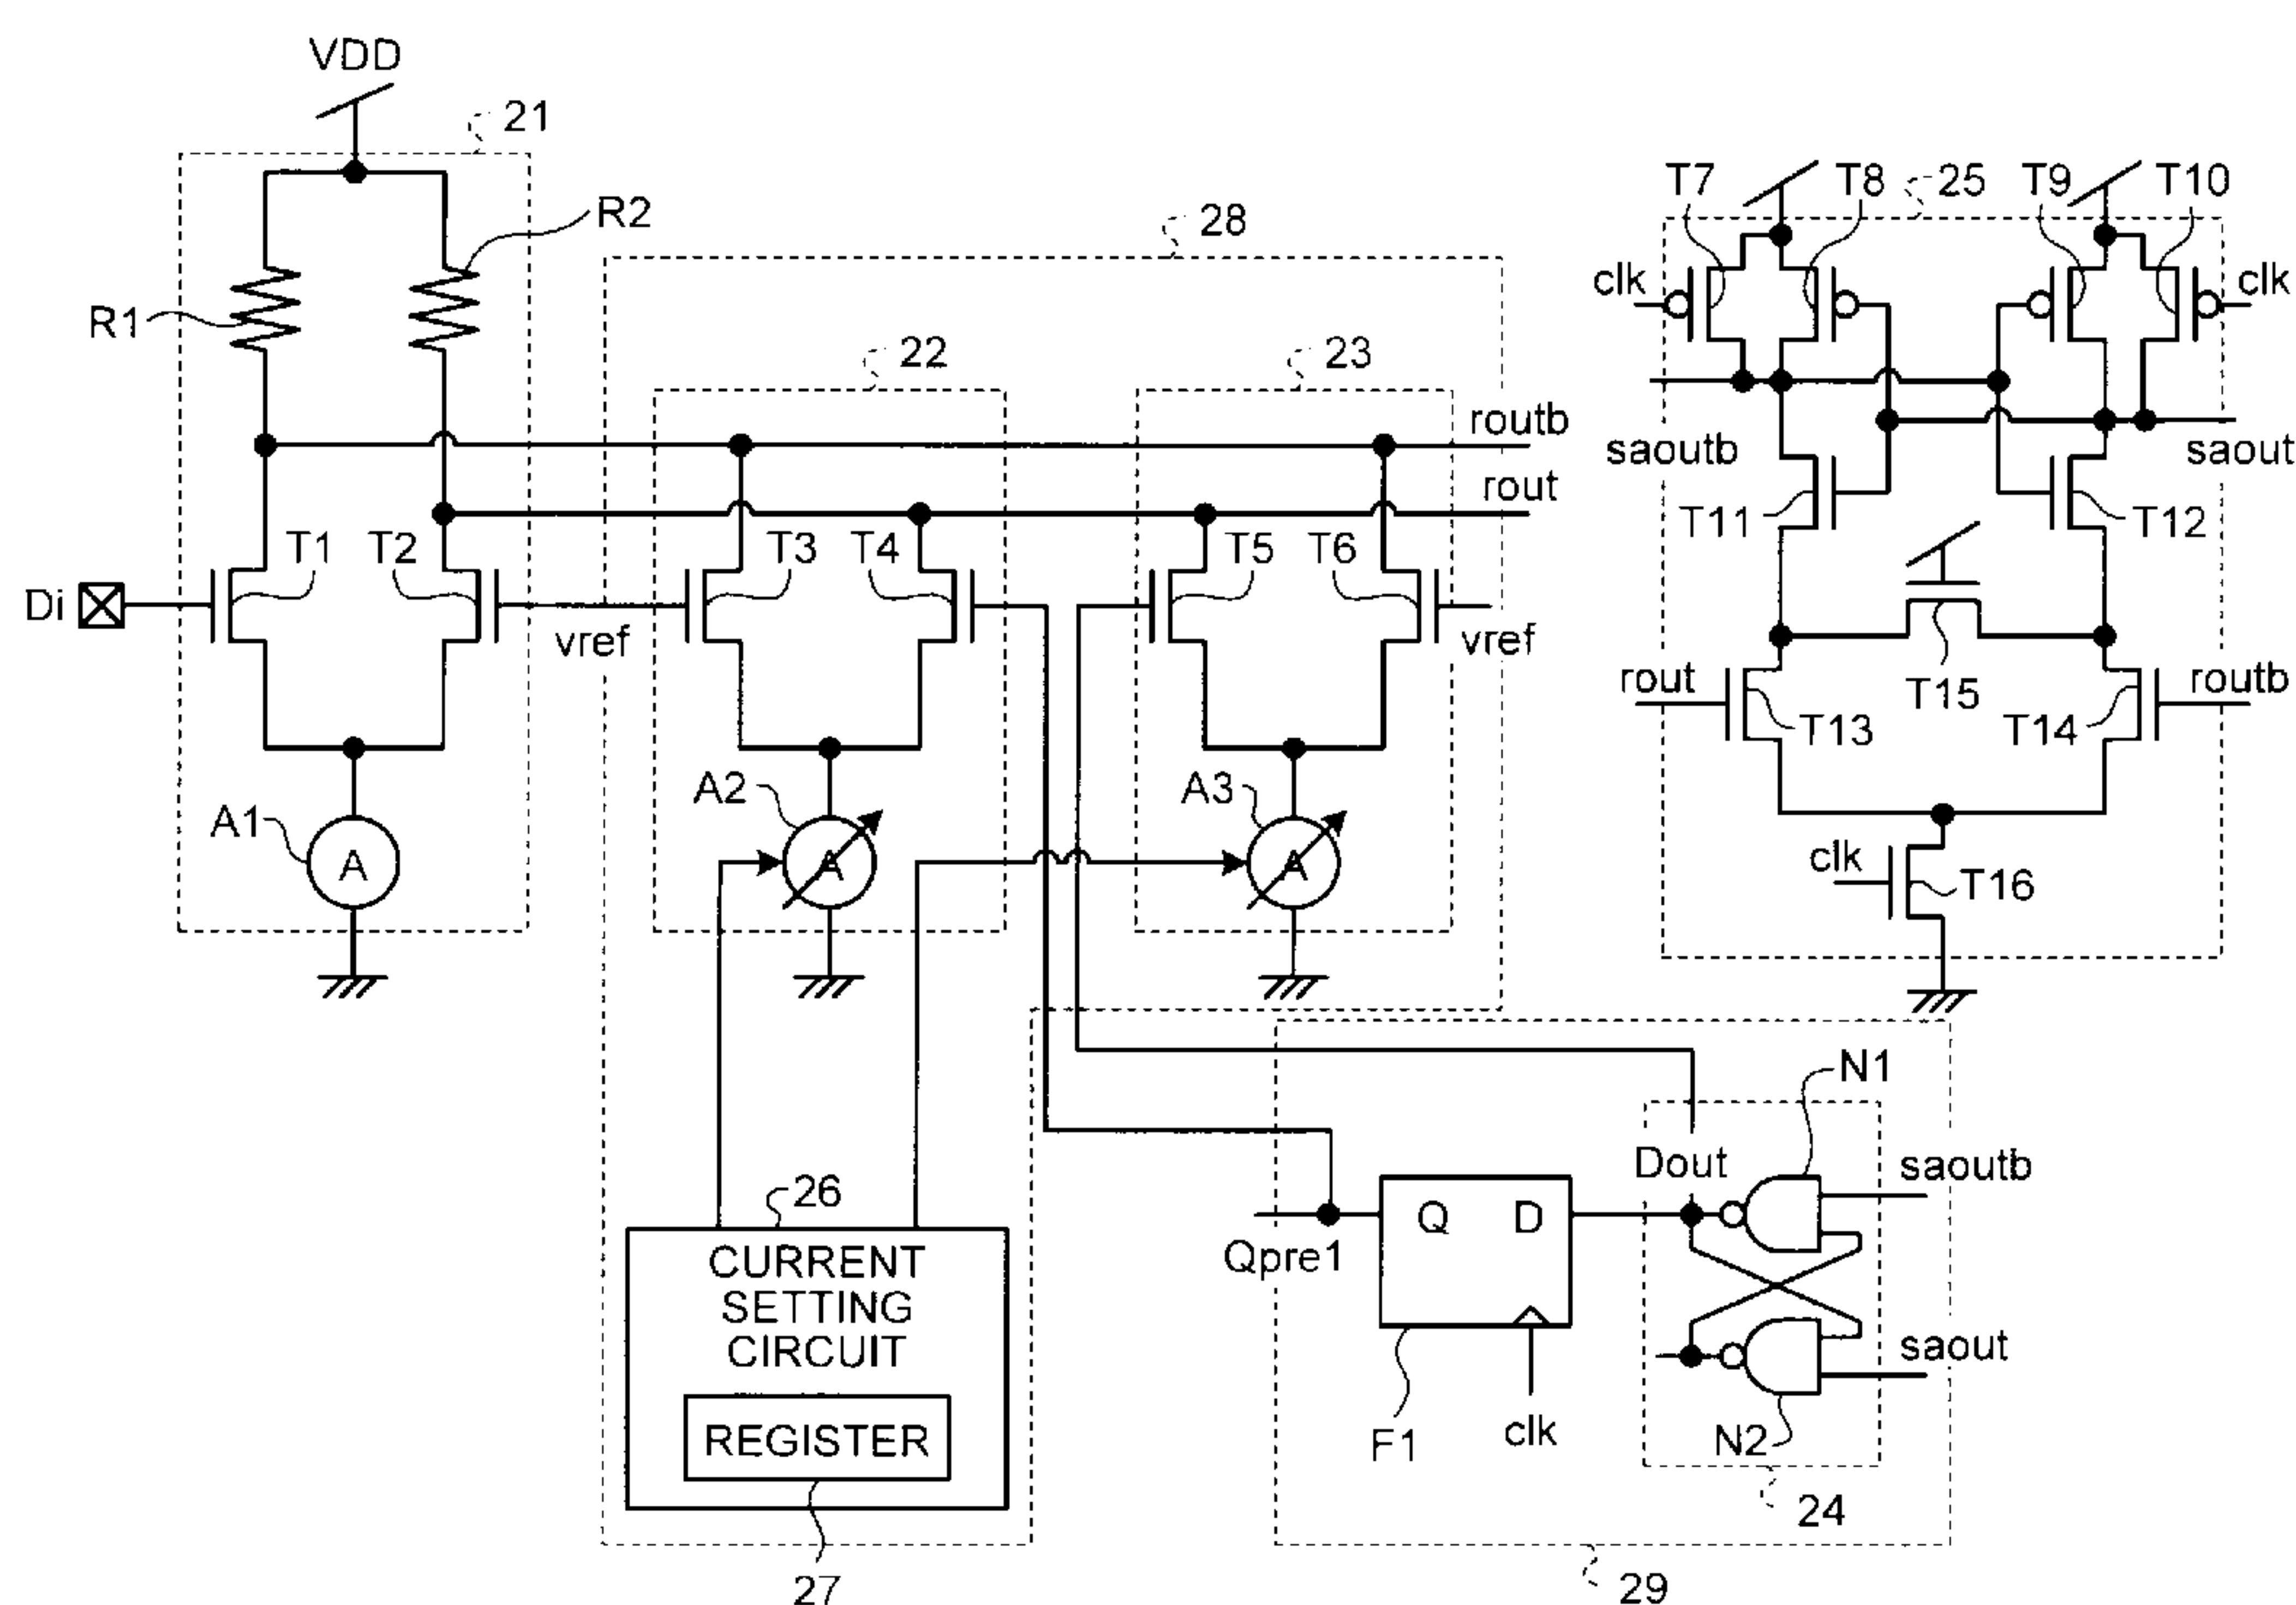 VDD
21
R2
R1
28
22
23
routb
rout
T1
T2
T3
T4
T5
T6
Di
vref
vref
A1
A
A2
A
A3
A
T7
T8
25
T9
T10
clk
clk
saoutb
saout
T11
T12
rout
T13
T15
T14
routb
clk
T16
26
CURRENT
SETTING
CIRCUIT
REGISTER
27
N1
Dout
saoutb
Q
D
Qpre1
saout
F1
clk
N2
24
29